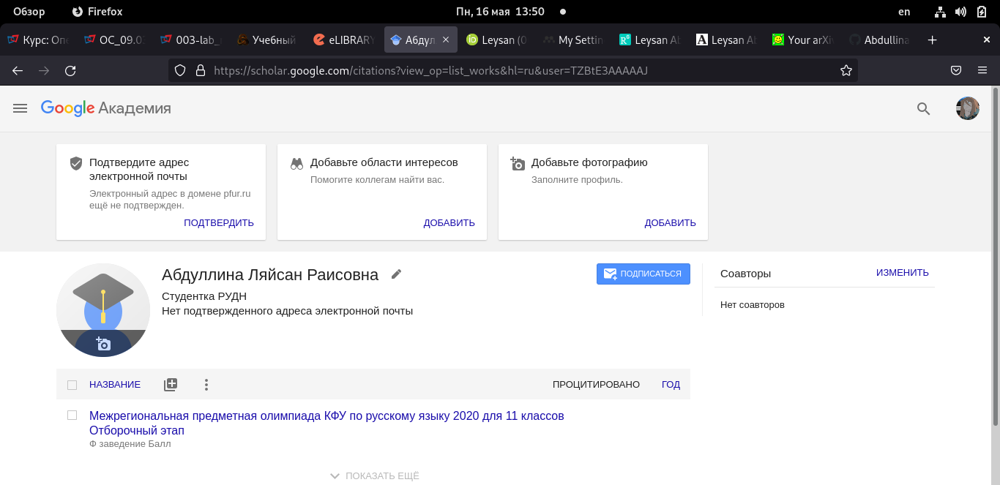 Обзор Firefox Пн, 16 мая 13:50 en
Курс: Опе ОС_09.03 003-lab_ Учебный eLIBRARY Абдул Leysan (0 My Settin Leysan Ab Leysan Ab Your arXiv Abdullina
https://scholar.google.com/citations?view_op=list_works&hl=ru&user=TZBtE3AAAAAJ
Google Академия
Подтвердите адрес
электронной почты
Электронный адрес в домене pfur.ru
ещё не подтвержден.
ПОДТВЕРДИТЬ
Добавьте области интересов
Помогите коллегам найти вас.
ДОБАВИТЬ
Добавьте фотографию
Заполните профиль.
ДОБАВИТЬ
Абдуллина Ляйсан Раисовна
Студентка РУДН
Нет подтвержденного адреса электронной почты
ПОДПИСАТЬСЯ
Соавторы ИЗМЕНИТЬ
Нет соавторов
НАЗВАНИЕ ПРОЦИТИРОВАНО ГОД
Межрегиональная предметная олимпиада КФУ по русскому языку 2020 для 11 классов
Отборочный этап
Ф заведение Балл
ПОКАЗАТЬ ЕЩЁ